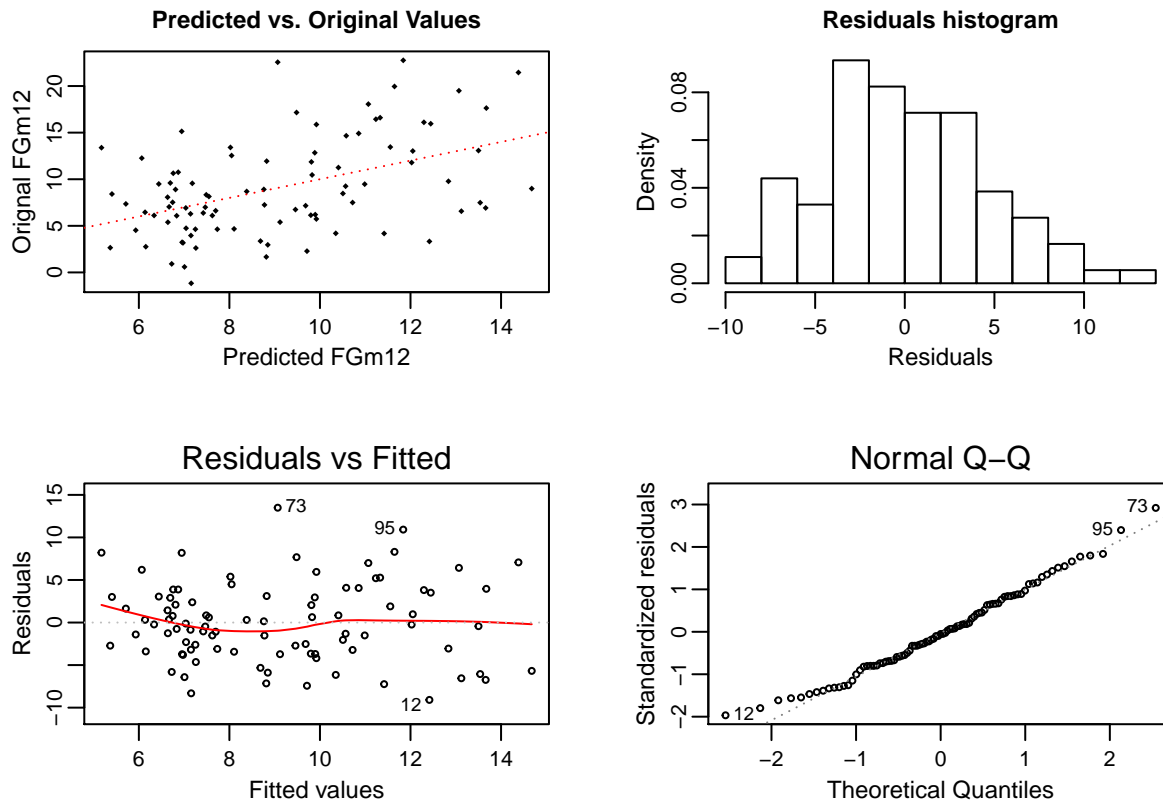 Predicted vs. Original Values
Orignal FGm12
20
15
10
5
0
6 8 10 12 14
Predicted FGm12
Residuals histogram
Density
0.08
0.04
0.00
−10 −5 0 5 10
Residuals
Residuals vs Fitted
Residuals
15
10
5
0
−10
73
95
12
6 8 10 12 14
Fitted values
Normal Q−Q
Standardized residuals
3
2
1
0
−1
−2
73
95
12
−2 −1 0 1 2
Theoretical Quantiles